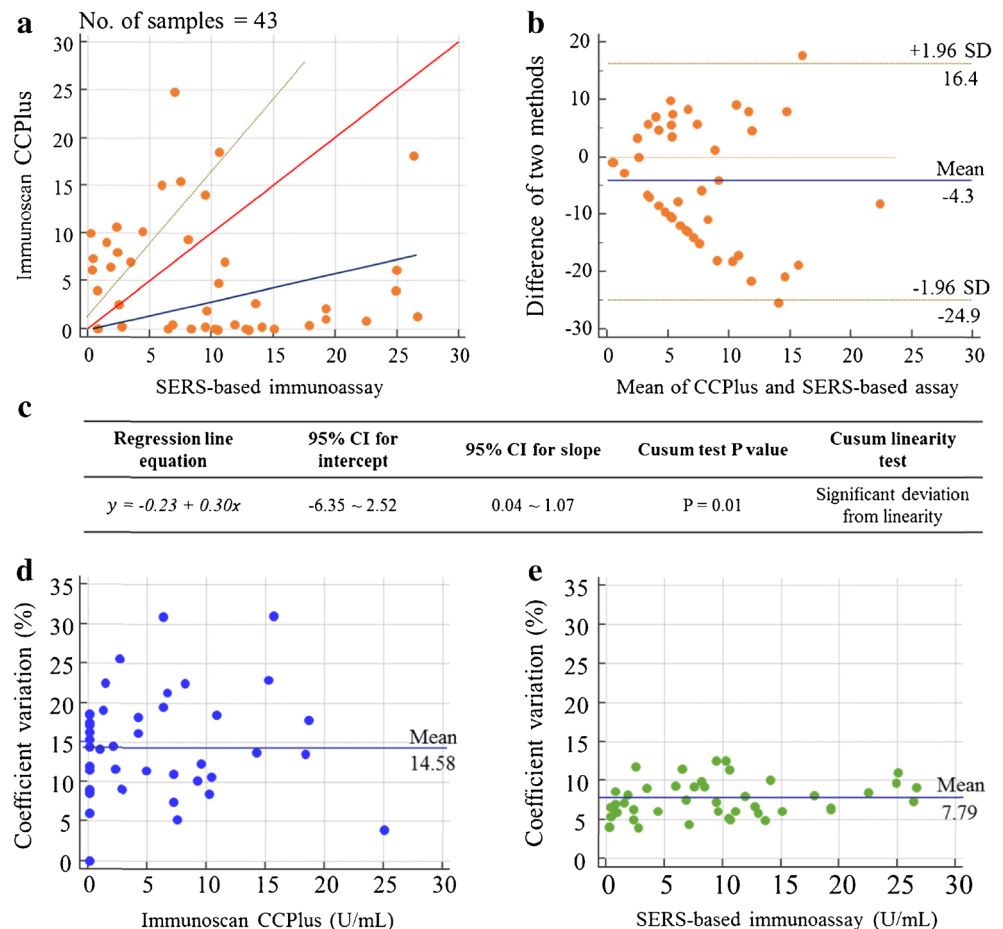 a
No. of samples = 43
Immunoscan CCPlus
30
25
20
15
10
5
0
0 5 10 15 20 25 30
SERS-based immunoassay
b
Difference of two methods
20
10
0
-10
-20
-30
+1.96 SD
16.4
Mean
-4.3
-1.96 SD
-24.9
0 5 10 15 20 25 30
Mean of CCPlus and SERS-based assay
c
Regression line equation 95% CI for intercept 95% CI for slope Cusum test P value Cusum linearity test
y = -0.23 + 0.30x -6.35 ~ 2.52 0.04 ~ 1.07 P = 0.01 Significant deviation from linearity
d
Coefficient variation (%)
35
30
25
20
15
10
5
0
Mean
14.58
0 5 10 15 20 25 30
Immunoscan CCPlus (U/mL)
e
Coefficient variation (%)
35
30
25
20
15
10
5
0
Mean
7.79
0 5 10 15 20 25 30
SERS-based immunoassay (U/mL)